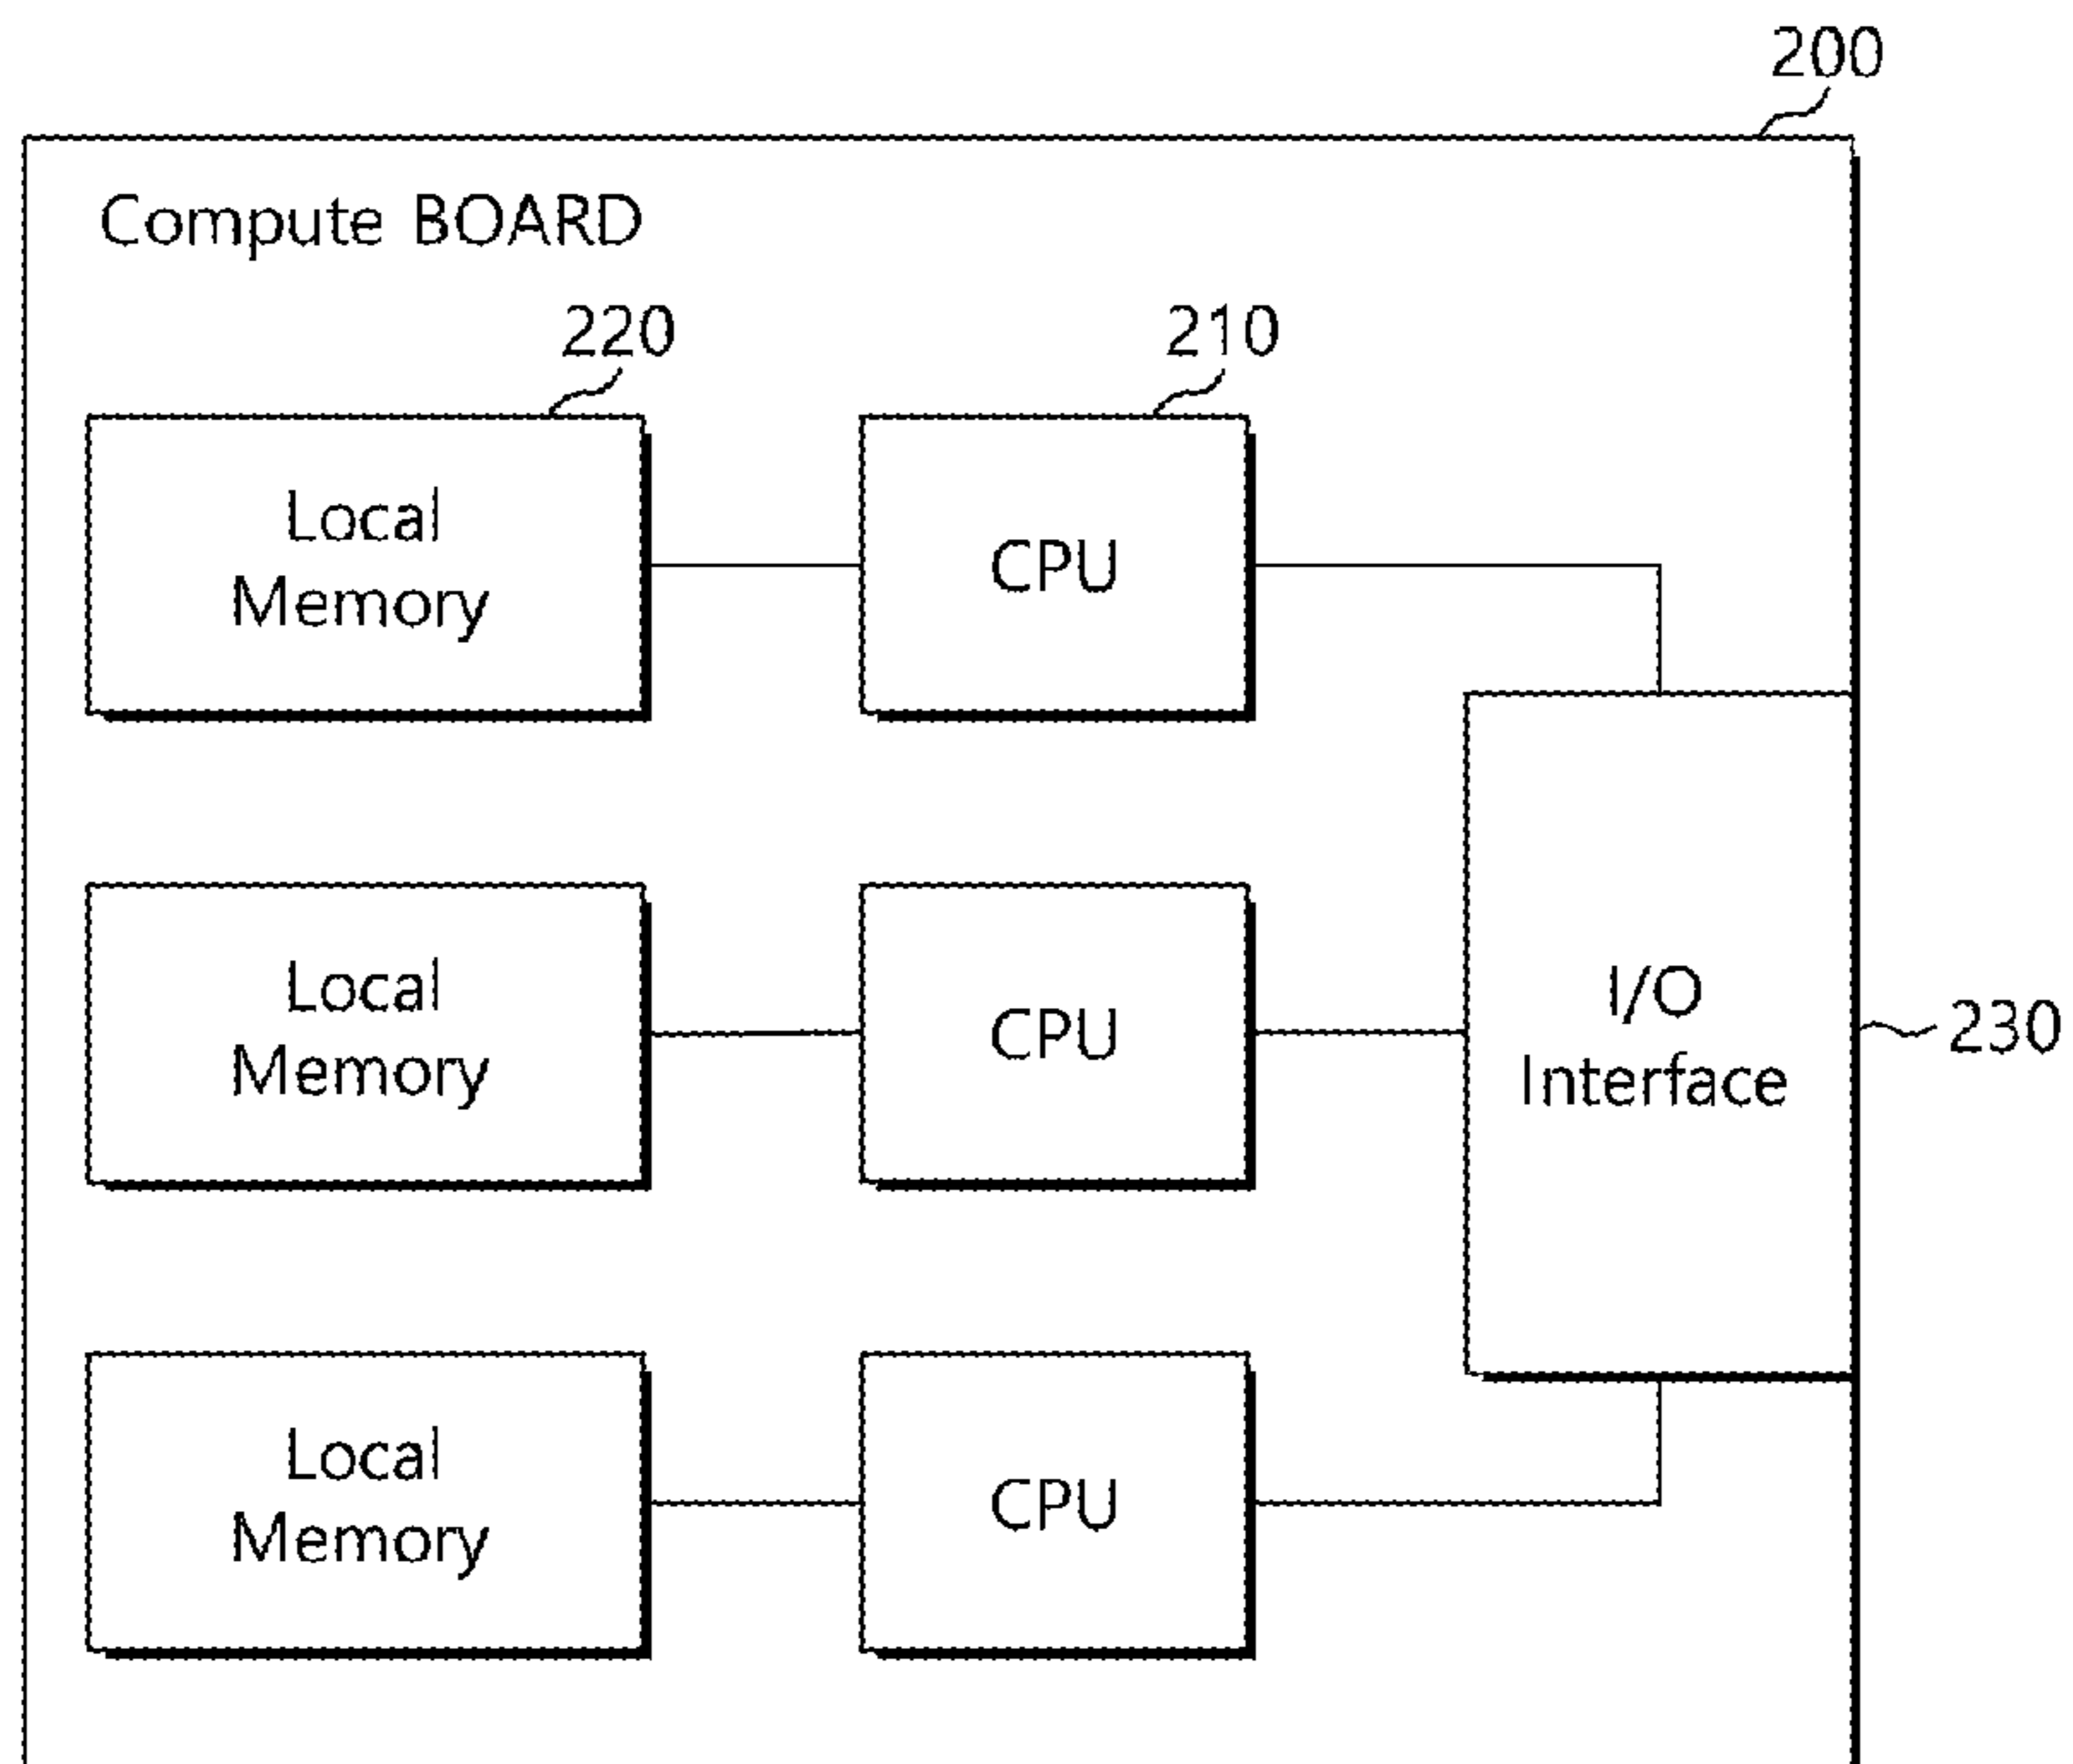 200
Compute BOARD
220
210
Local
Memory
CPU
Local
Memory
CPU
I/O
Interface
230
Local
Memory
CPU